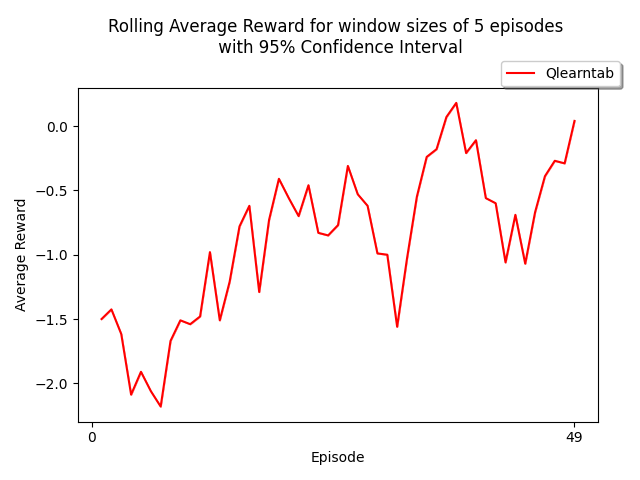 Rolling Average Reward for window sizes of 5 episodes
with 95% Confidence Interval
Qlearntab
0.0
−0.5
−1.0
−1.5
−2.0
Average Reward
0
49
Episode